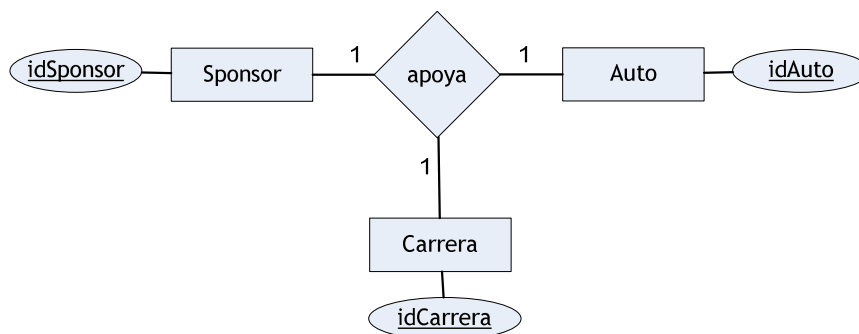 idSponsor
Sponsor
1
apoya
1
Auto
idAuto
1
Carrera
idCarrera